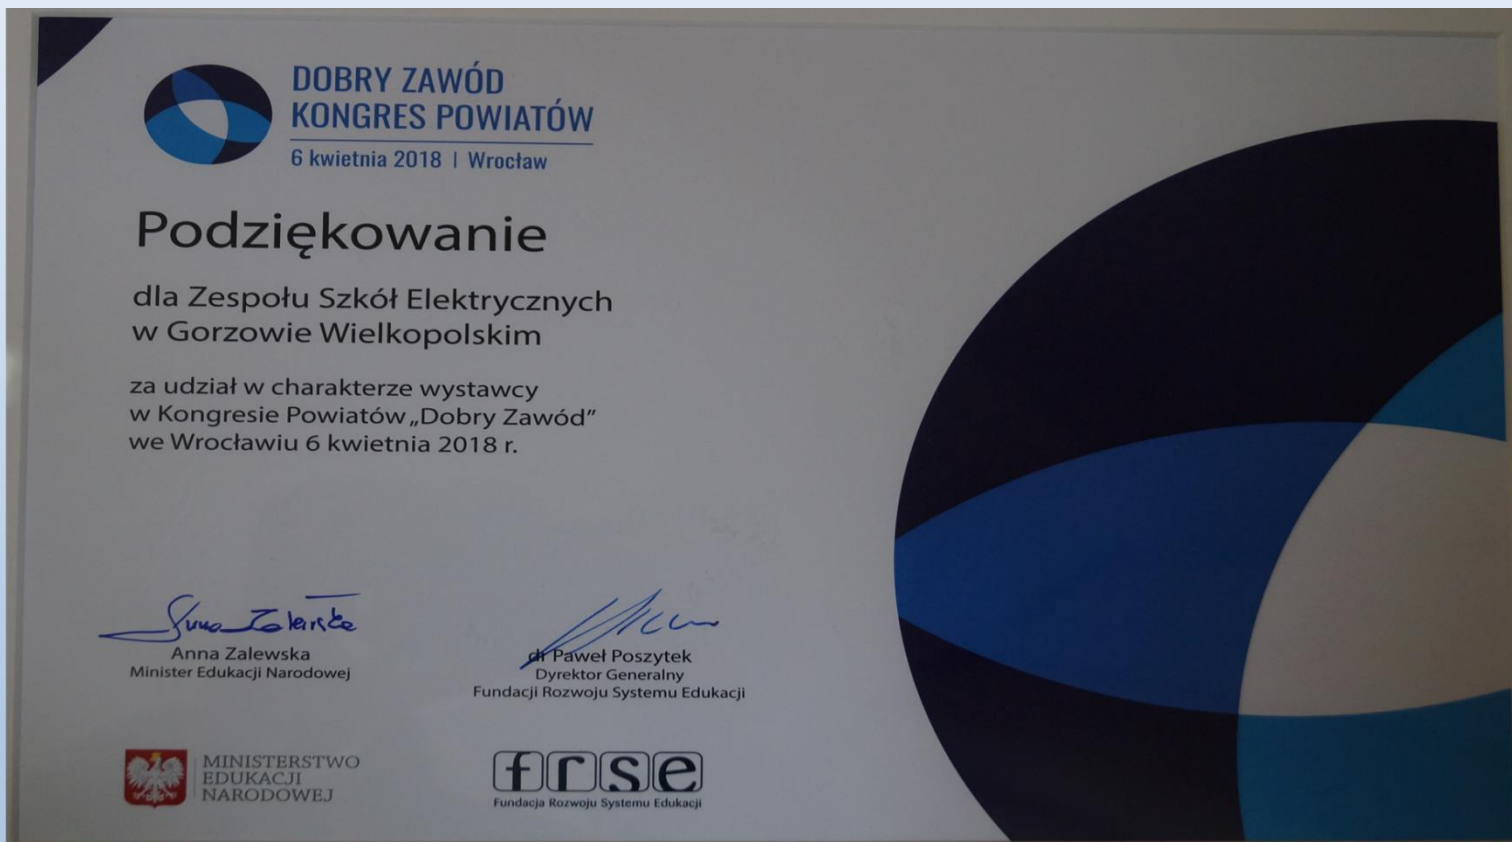 DOBRY ZAWÓD
KONGRES POWIATÓW
6 kwietnia 2018 | Wrocław
Podziękowanie
dla Zespołu Szkół Elektrycznych
w Gorzowie Wielkopolskim
za udział w charakterze wystawcy
w Kongresie Powiatów „Dobry Zawód”
we Wrocławiu 6 kwietnia 2018 r.
Anna Zalewska
Anna Zalewska
Minister Edukacji Narodowej
dr Paweł Poszytek
Dyrektor Generalny
Fundacji Rozwoju Systemu Edukacji
MINISTERSTWO
EDUKACJI
NARODOWEJ
frse
Fundacja Rozwoju Systemu Edukacji